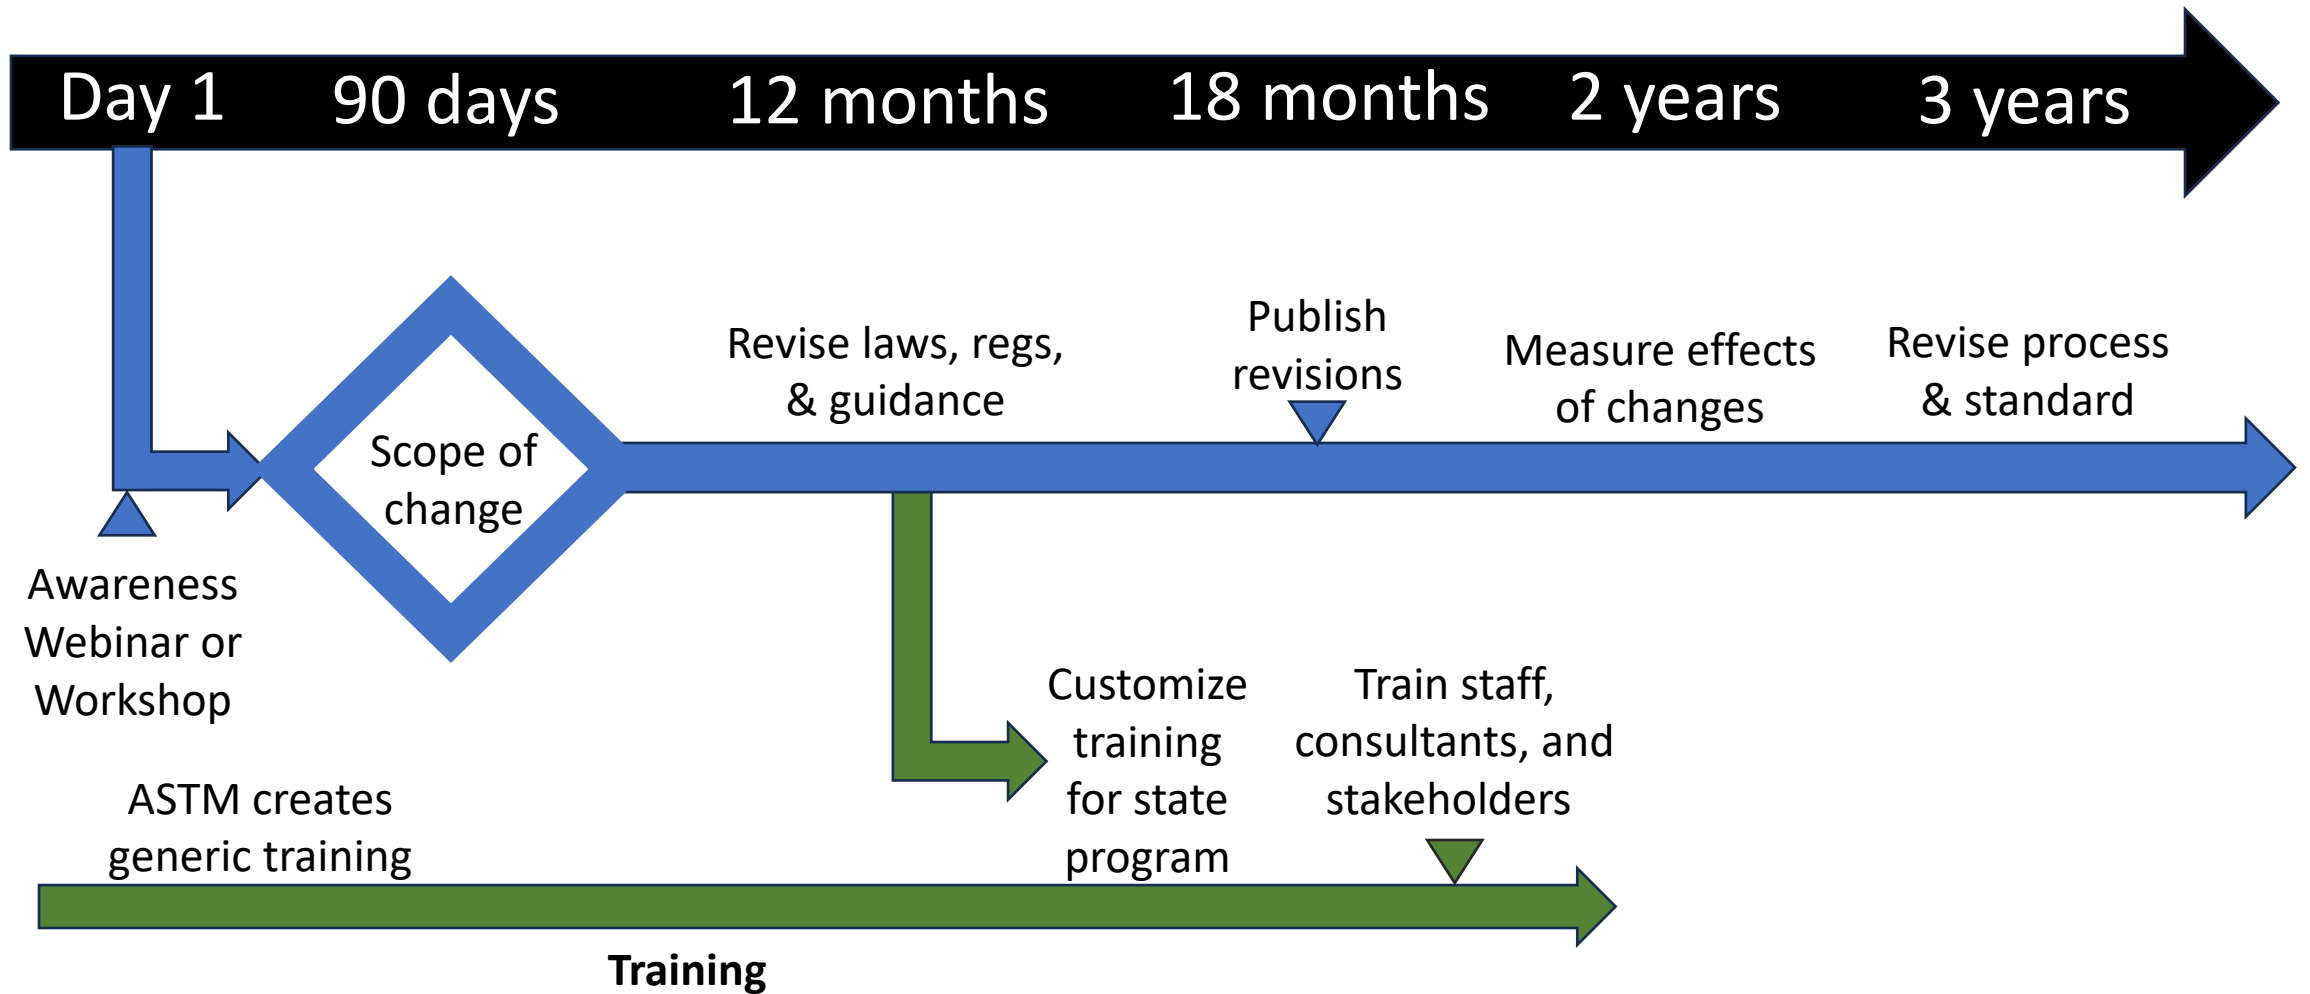 Day 1 90 days 12 months 18 months 2 years 3 years
Publish
revisions
Revise laws, regs,
& guidance
Measure effects
of changes
Revise process
& standard
Scope of
change
Awareness
Webinar or
Workshop
Customize
training
for state
program
Train staff,
consultants, and
stakeholders
ASTM creates
generic training
Training